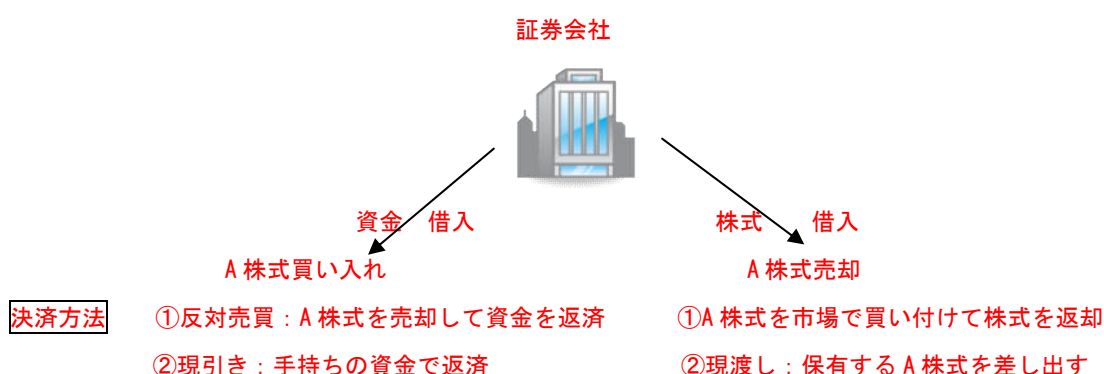 証券会社
資金 借入 株式 借入
A株式買い入れ A株式売却
決済方法 ①反対売買：A株式を売却して資金を返済 ①A株式を市場で買い付けて株式を返却
②現引き：手持ちの資金で返済 ②現渡し：保有するA株式を差し出す